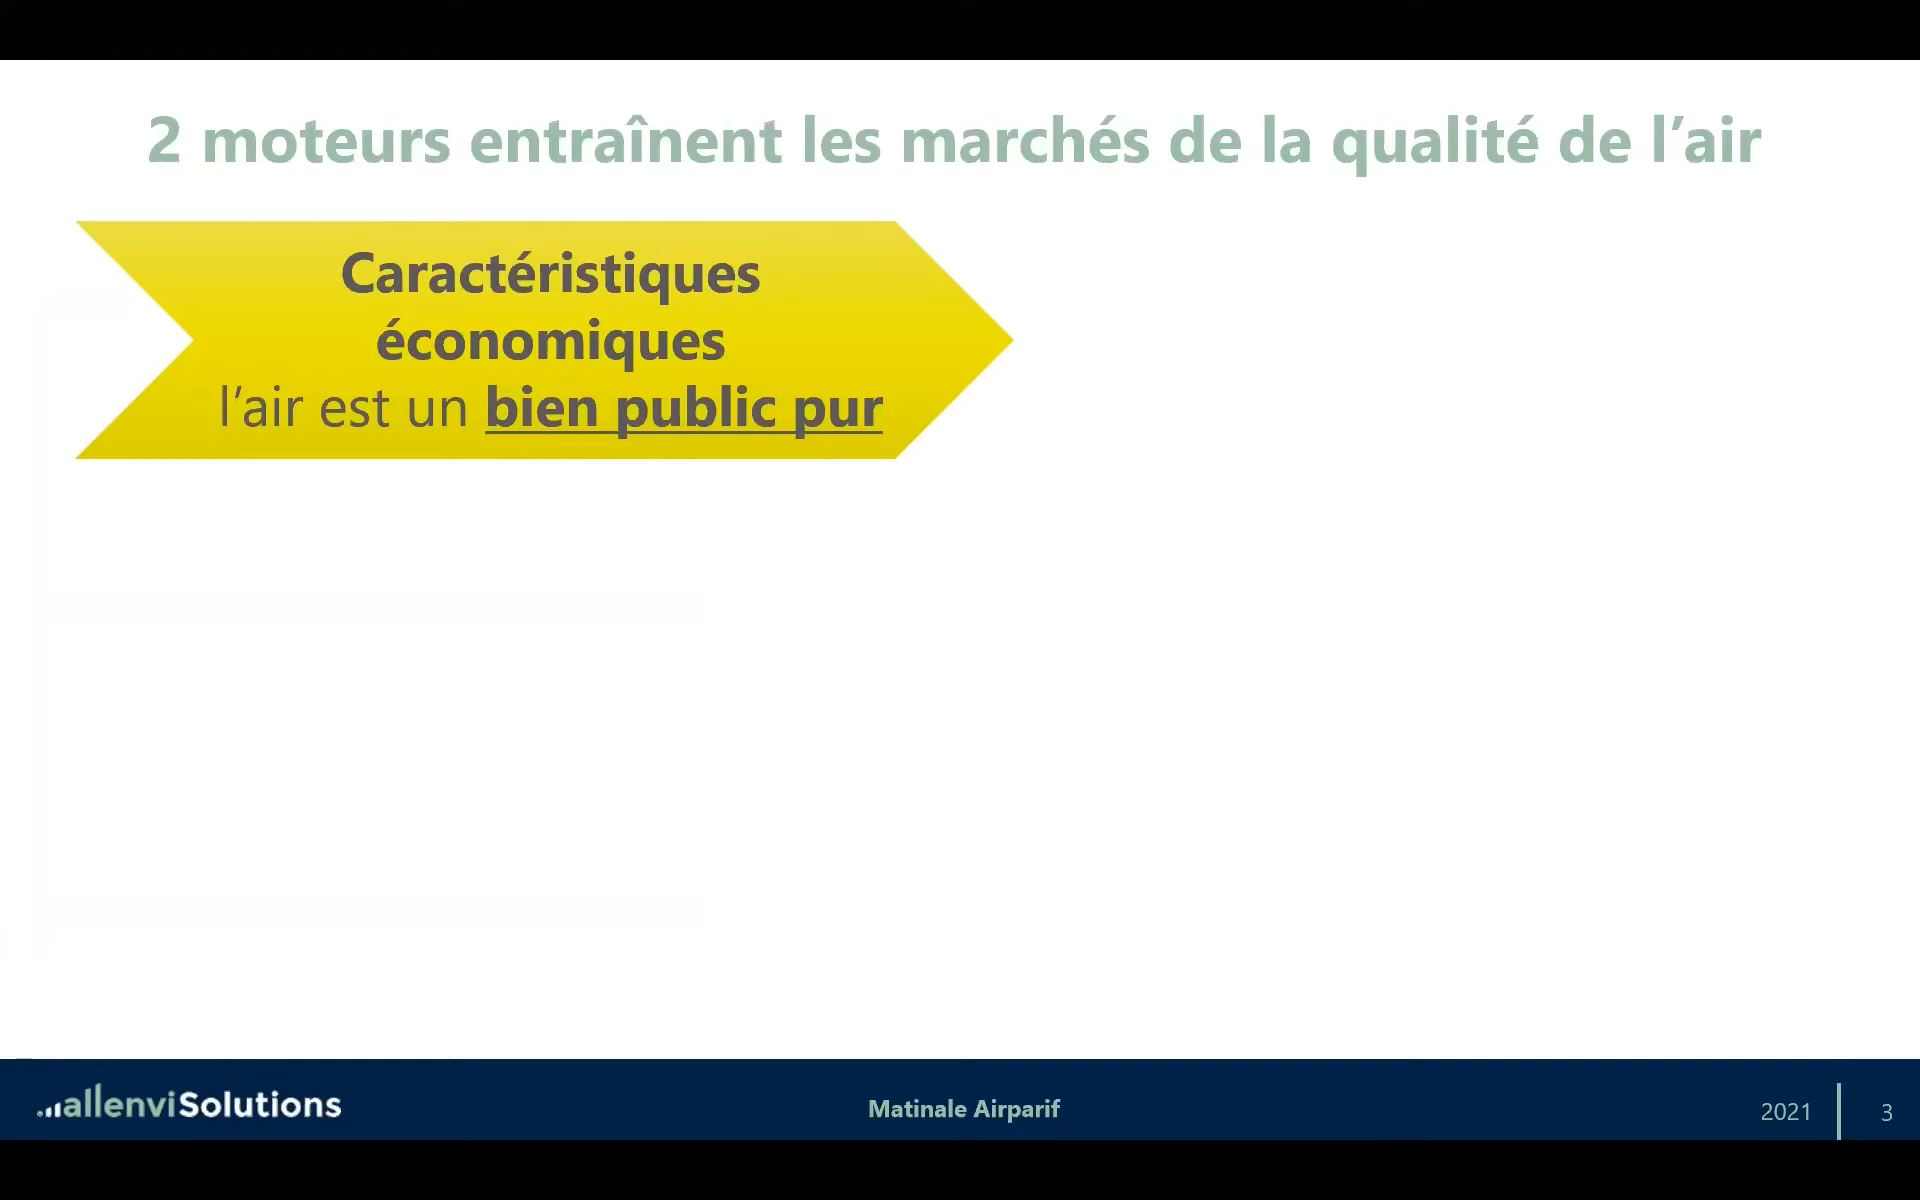 2 moteurs entraînent les marchés de la qualité de l’air
Caractéristiques
économiques
l’air est un bien public pur
allenviSolutions
Matinale Airparif
2021
3